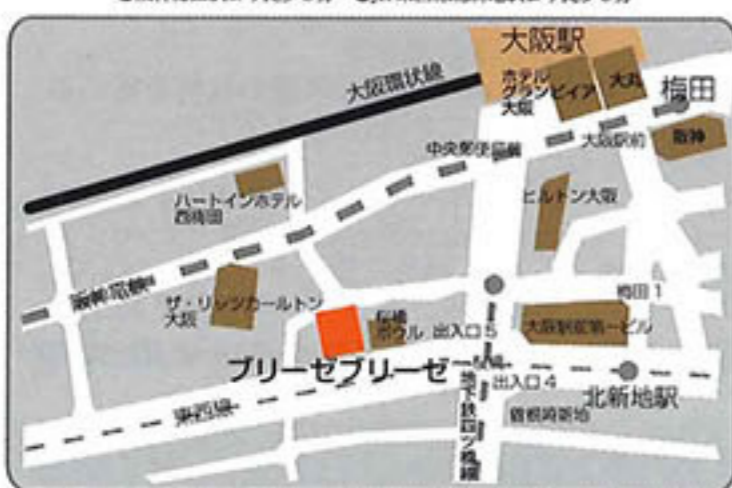 大阪駅
ホテル
グランビィア
大阪
大丸
梅田
大阪環状線
中央郵便局前
大阪駅前
阪神
ハートインホテル
西梅田
ヒルトン大阪
阪神電鉄
ザ・リッツカールトン
大阪
梅田1
桜橋
ボウル
出入口5
大阪駅前第一ビル
ブリーゼブリーゼ
出入口4
北新地駅
東西線
地下鉄四ツ橋線
曽根崎新地